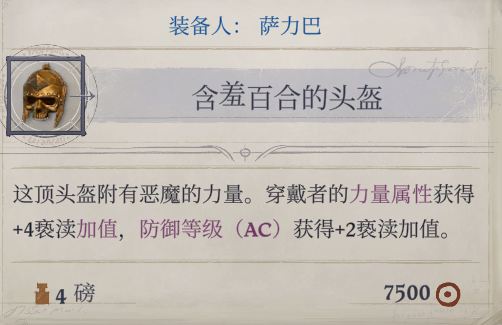 装备人： 萨力巴
含羞百合的头盔
这顶头盔附有恶魔的力量。穿戴者的力量属性获得
+4亵渎加值，防御等级（AC）获得+2亵渎加值。
4 磅
7500